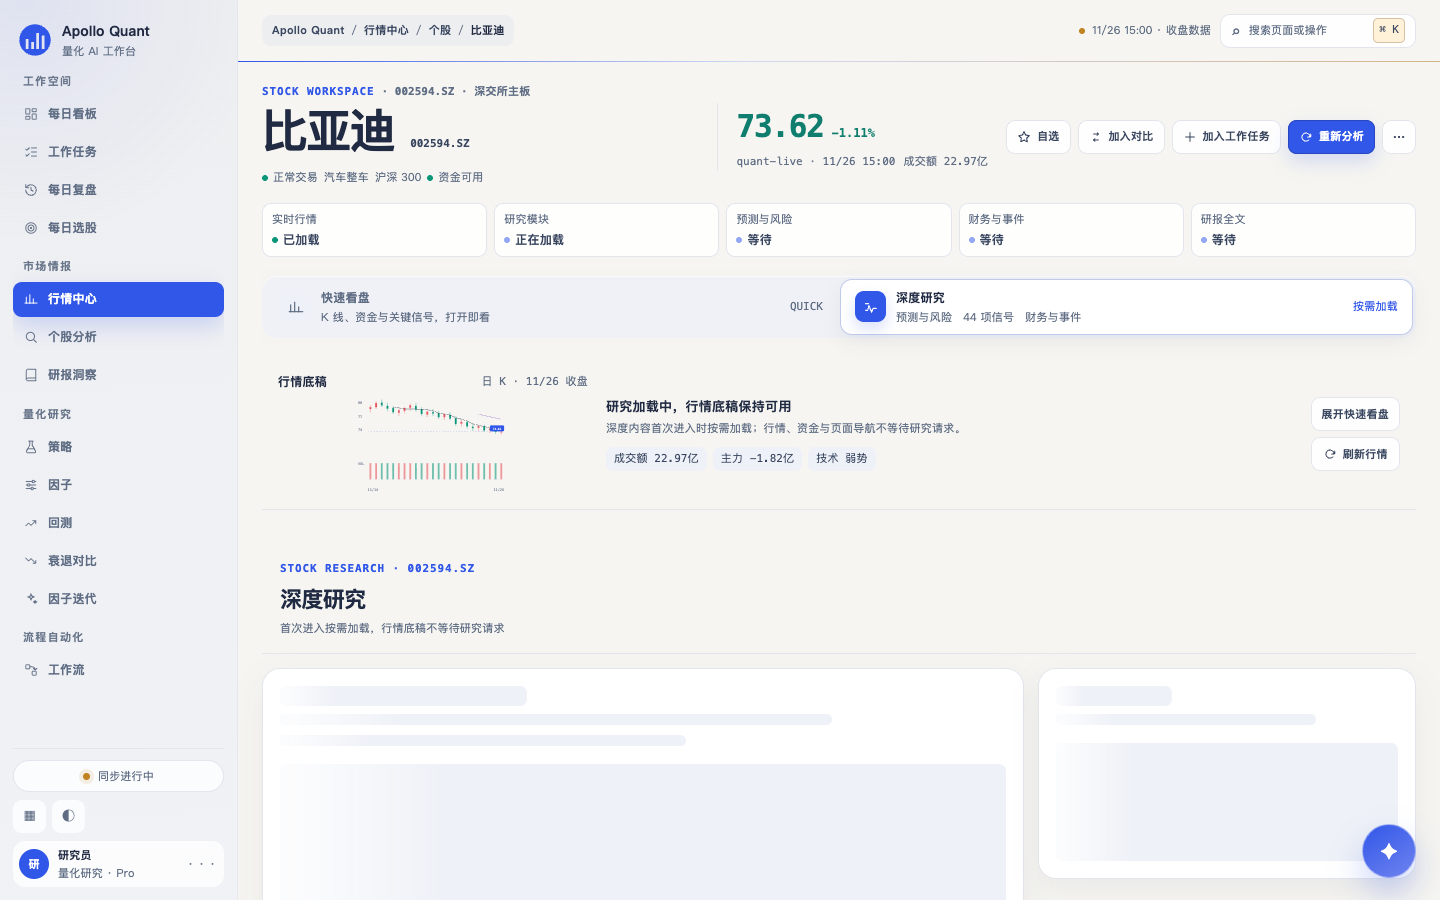 Apollo Quant
量化 AI 工作台
工作空间
每日看板
工作任务
每日复盘
每日选股
市场情报
行情中心
个股分析
研报洞察
量化研究
策略
因子
回测
衰退对比
因子迭代
流程自动化
工作流
同步进行中
研
研究员
量化研究 · Pro
Apollo Quant / 行情中心 / 个股 / 比亚迪
11/26 15:00 · 收盘数据
搜索页面或操作
⌘ K
STOCK WORKSPACE · 002594.SZ · 深交所主板
比亚迪 002594.SZ
正常交易 汽车整车 沪深 300 资金可用
73.62 −1.11%
quant-live · 11/26 15:00 成交额 22.97亿
自选
加入对比
加入工作任务
重新分析
实时行情
已加载
研究模块
正在加载
预测与风险
等待
财务与事件
等待
研报全文
等待
快速看盘
K 线、资金与关键信号，打开即看
QUICK
深度研究
预测与风险 44 项信号 财务与事件
按需加载
行情底稿
日 K · 11/26 收盘
研究加载中，行情底稿保持可用
深度内容首次进入时按需加载；行情、资金与页面导航不等待研究请求。
成交额 22.97亿
主力 −1.82亿
技术 弱势
展开快速看盘
刷新行情
STOCK RESEARCH · 002594.SZ
深度研究
首次进入按需加载，行情底稿不等待研究请求